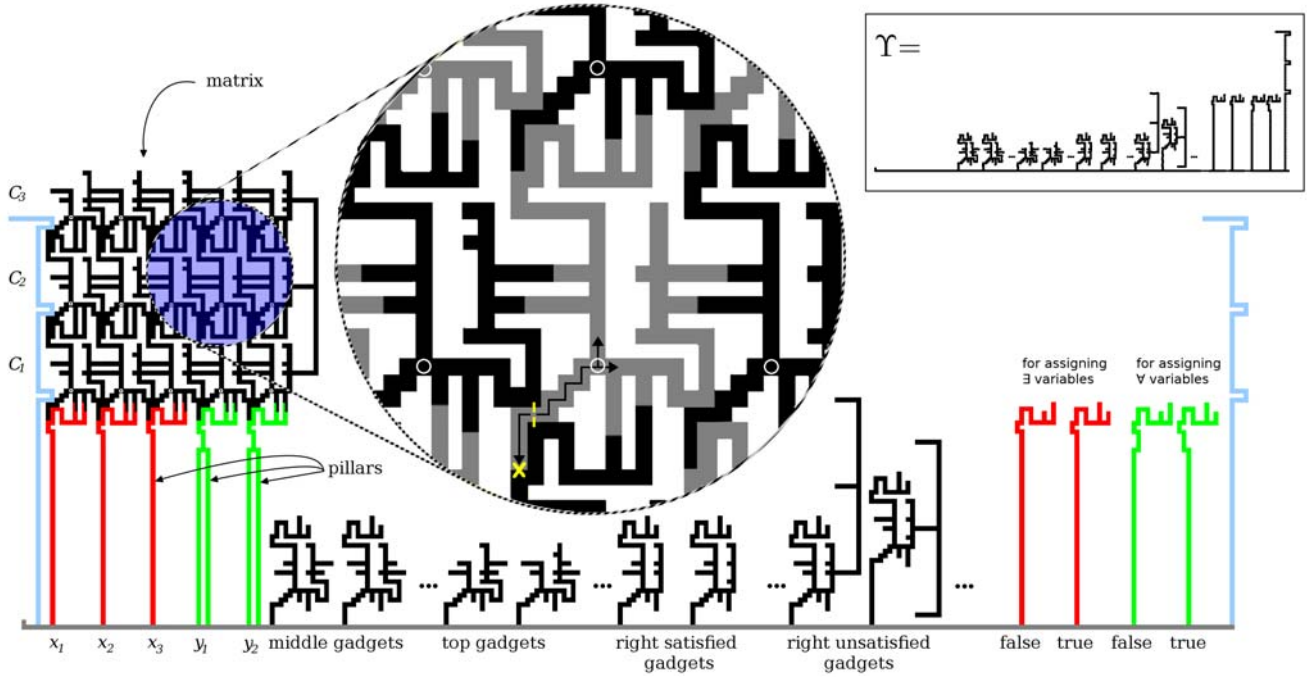 matrix
ϒ=
C3
C2
C1
for assigning
∃ variables
for assigning
∀ variables
pillars
...
...
...
...
x1
x2
x3
y1
y2
middle gadgets
top gadgets
right satisfied
gadgets
right unsatisfied
gadgets
false
true
false
true